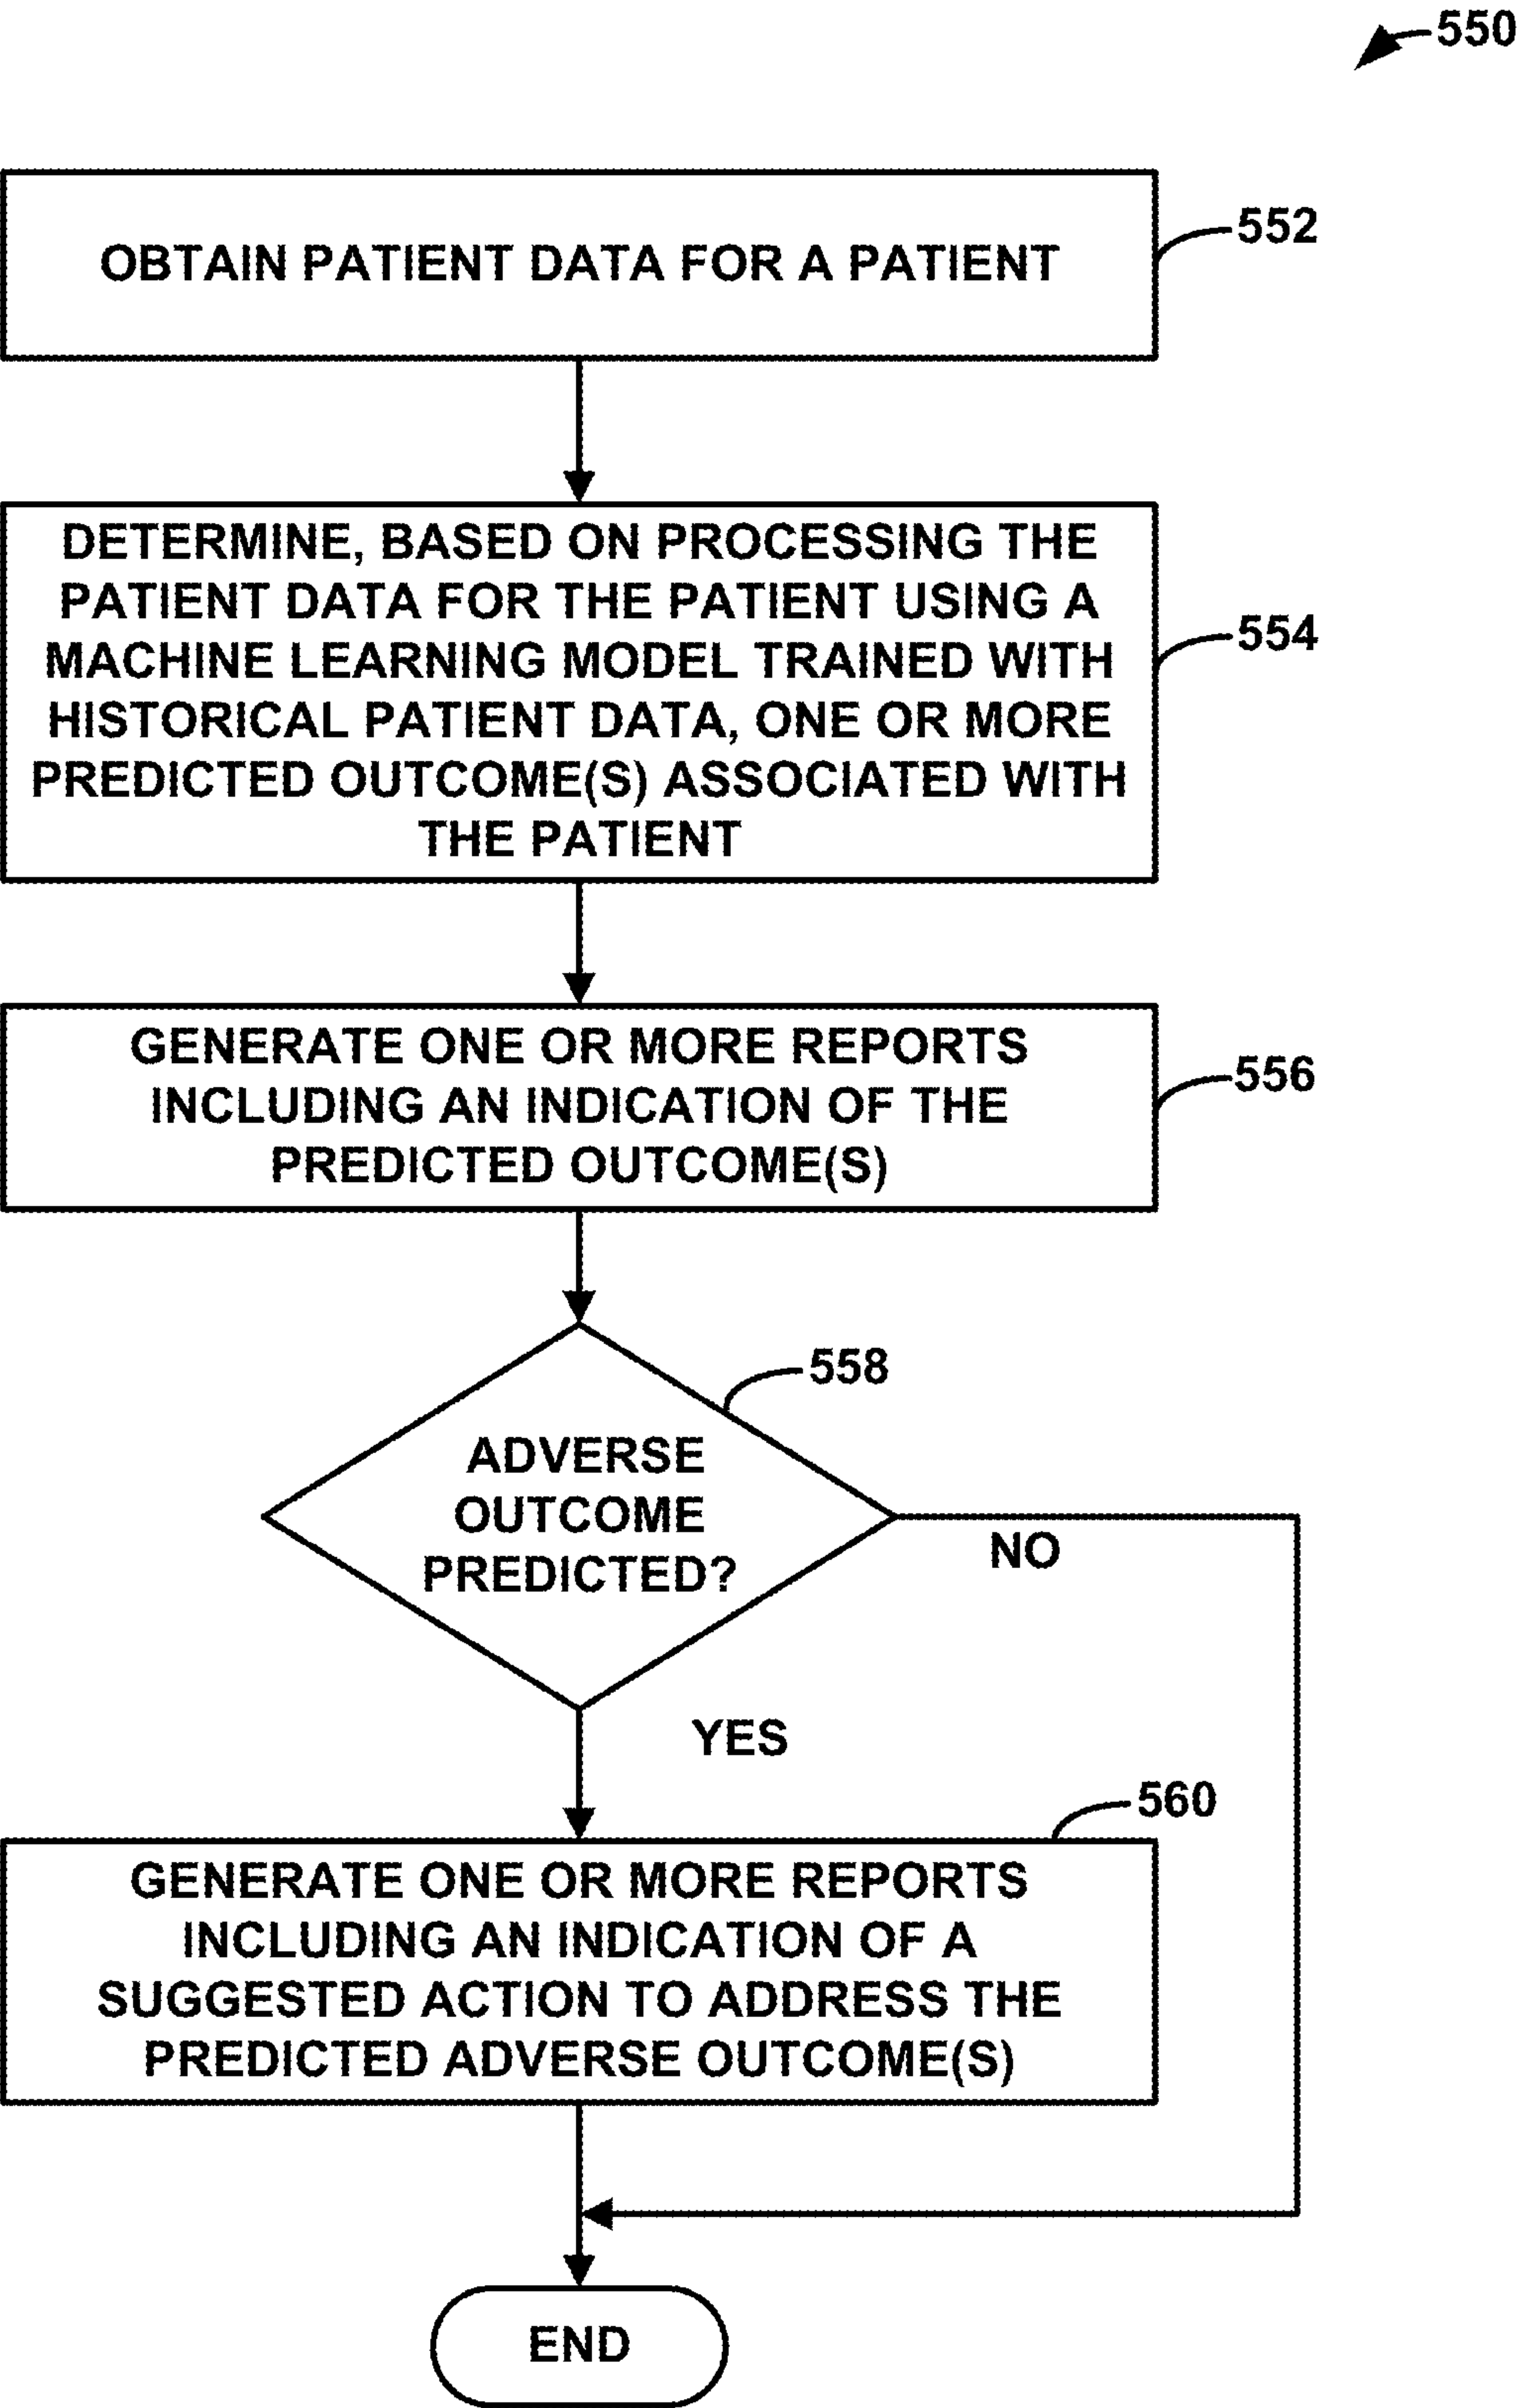 550
OBTAIN PATIENT DATA FOR A PATIENT
552
DETERMINE, BASED ON PROCESSING THE
PATIENT DATA FOR THE PATIENT USING A
MACHINE LEARNING MODEL TRAINED WITH
HISTORICAL PATIENT DATA, ONE OR MORE
PREDICTED OUTCOME(S) ASSOCIATED WITH
THE PATIENT
554
GENERATE ONE OR MORE REPORTS
INCLUDING AN INDICATION OF THE
PREDICTED OUTCOME(S)
556
558
ADVERSE
OUTCOME
PREDICTED?
NO
YES
560
GENERATE ONE OR MORE REPORTS
INCLUDING AN INDICATION OF A
SUGGESTED ACTION TO ADDRESS THE
PREDICTED ADVERSE OUTCOME(S)
END